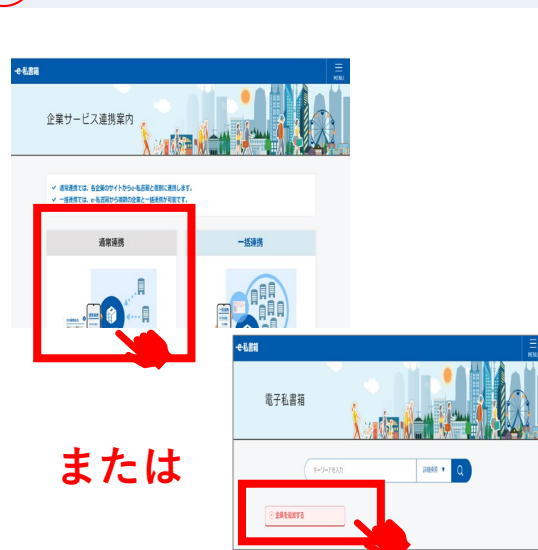 e-私書箱
MENU
企業サービス連携案内
✓ 通常連携では、各企業のサイトからe-私書箱と個別に連携します。
✓ 一括連携では、e-私書箱から複数の企業と一括連携が可能です。
通常連携
一括連携
または
e-私書箱
MENU
電子私書箱
キーワードを入力
詳細検索 ▼
企業を追加する